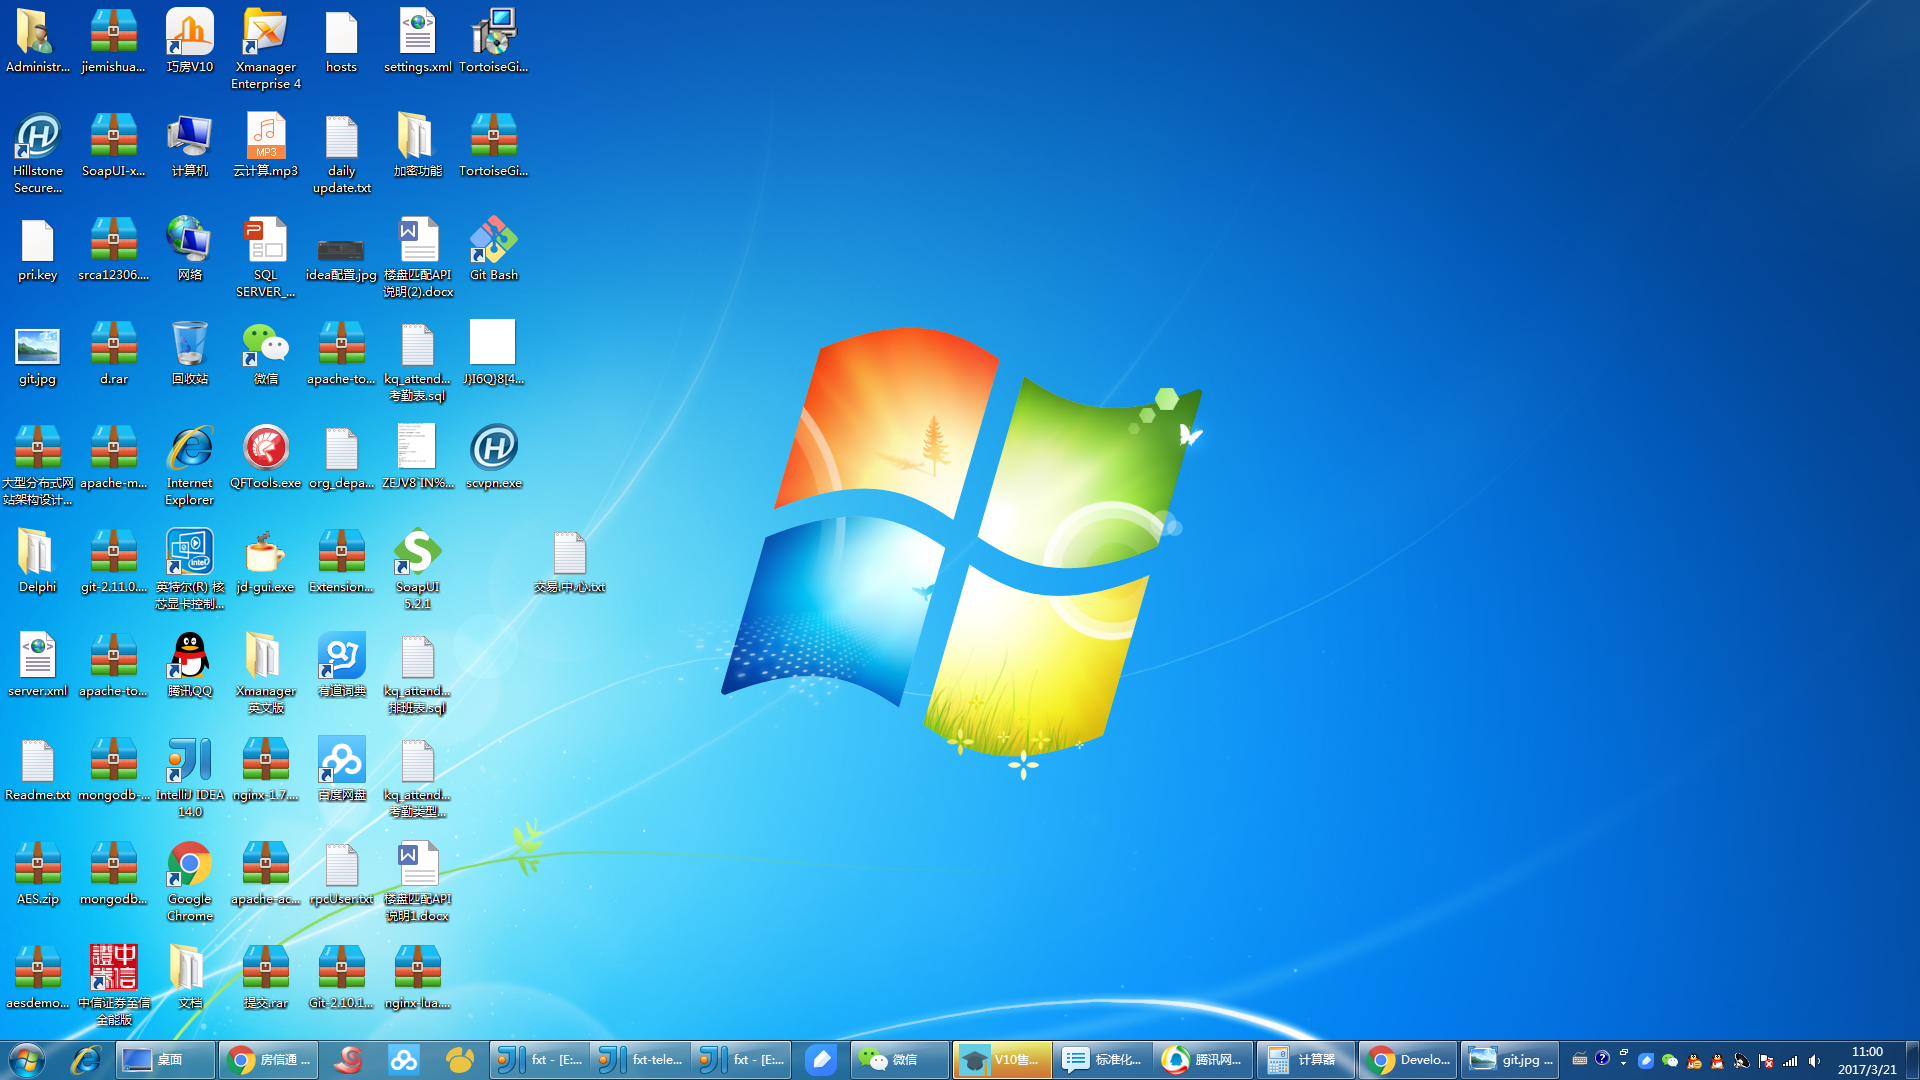 Administr...
jiemishua...
巧房V10
Xmanager
Enterprise 4
hosts
settings.xml
TortoiseGi...
Hillstone
Secure...
SoapUI-x...
计算机
MP3
云计算.mp3
daily
update.txt
加密功能
TortoiseGi...
pri.key
srca12306....
网络
SQL
SERVER_...
idea配置.jpg
楼盘匹配API
说明(2).docx
Git Bash
git.jpg
d.rar
回收站
微信
apache-to...
kq_attend...
考勤表.sql
J}I6Q}8[4...
大型分布式网
站架构设计...
apache-m...
Internet
Explorer
QFTools.exe
org_depa...
ZEJV8`IN%...
scvpn.exe
Delphi
git-2.11.0....
英特尔(R) 核
芯显卡控制...
jd-gui.exe
Extension...
SoapUI
5.2.1
交易中心.txt
server.xml
apache-to...
腾讯QQ
Xmanager
英文版
有道词典
kq_attend...
排班表.sql
Readme.txt
mongodb-...
IntelliJ IDEA
14.0
nginx-1.7....
百度网盘
kq_attend...
考勤类型...
AES.zip
mongodb...
Google
Chrome
apache-ac...
rpcUser.txt
楼盘匹配API
说明1.docx
aesdemo...
中信证券至信
全能版
文档
提交.rar
Git-2.10.1...
nginx-lua....
桌面
房信通 ...
fxt - [E:...
fxt-tele...
fxt - [E:...
微信
V10售...
标准化...
腾讯网...
计算器
Develo...
git.jpg ...
11:00
2017/3/21